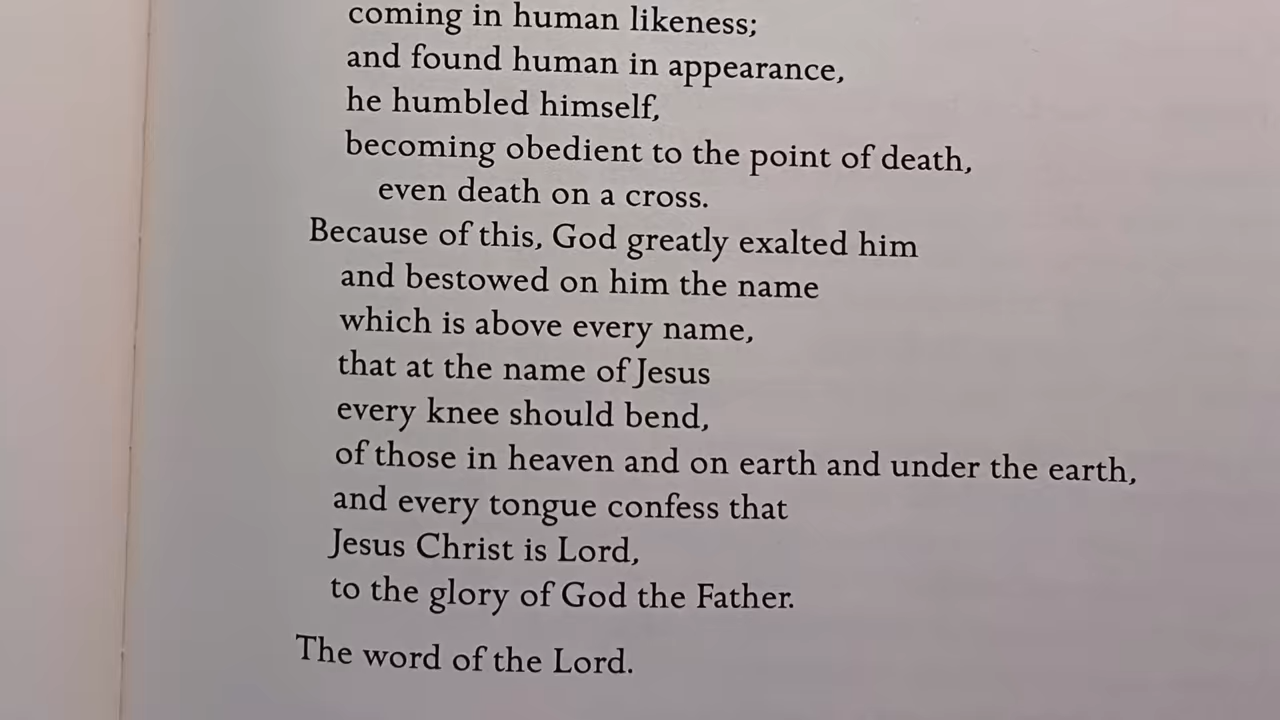 coming in human likeness;
and found human in appearance,
he humbled himself,
becoming obedient to the point of death,
even death on a cross.
Because of this, God greatly exalted him
and bestowed on him the name
which is above every name,
that at the name of Jesus
every knee should bend,
of those in heaven and on earth and under the earth,
and every tongue confess that
Jesus Christ is Lord,
to the glory of God the Father.
The word of the Lord.